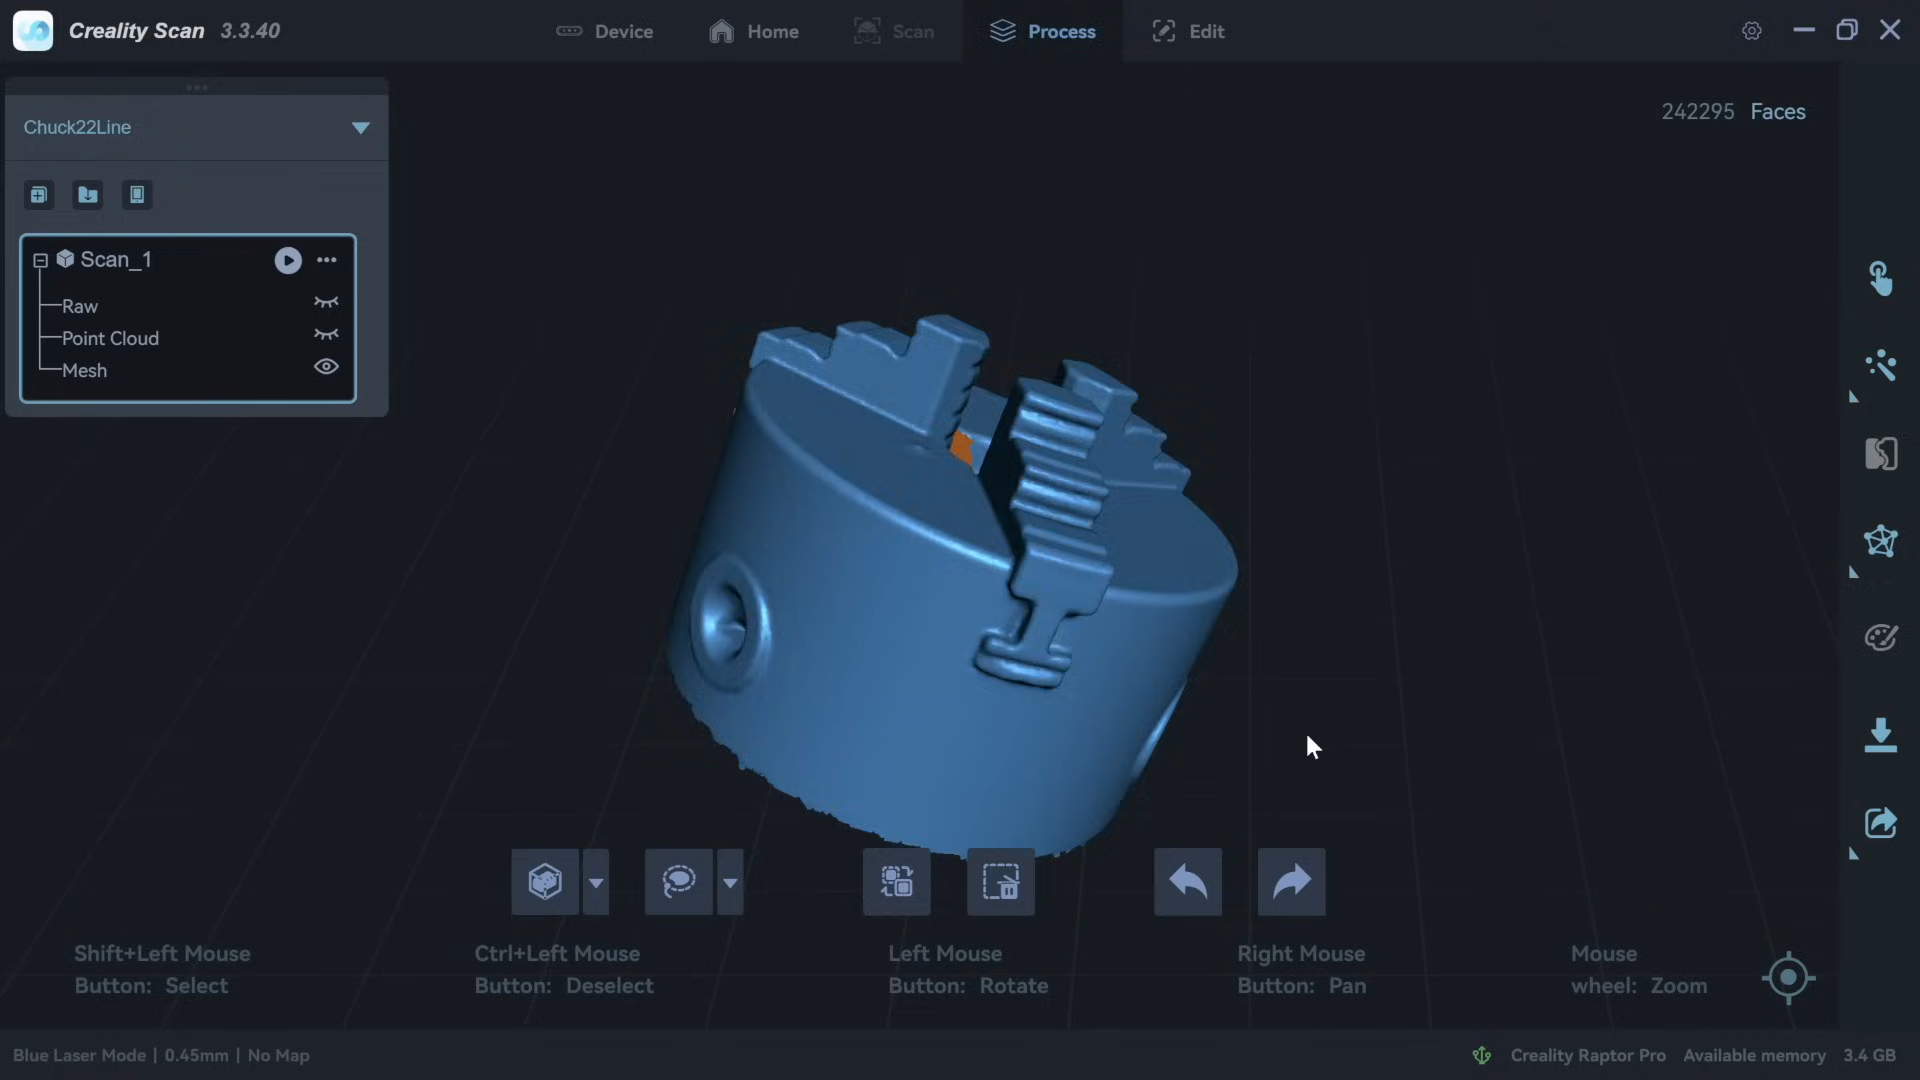 Creality Scan 3.3.40
Device
Home
Scan
Process
Edit
Chuck22Line
242295 Faces
Scan_1
Raw
Point Cloud
Mesh
Shift+Left Mouse
Button: Select
Ctrl+Left Mouse
Button: Deselect
Left Mouse
Button: Rotate
Right Mouse
Button: Pan
Mouse
wheel: Zoom
Blue Laser Mode | 0.45mm | No Map
Creality Raptor Pro Available memory 3.4 GB